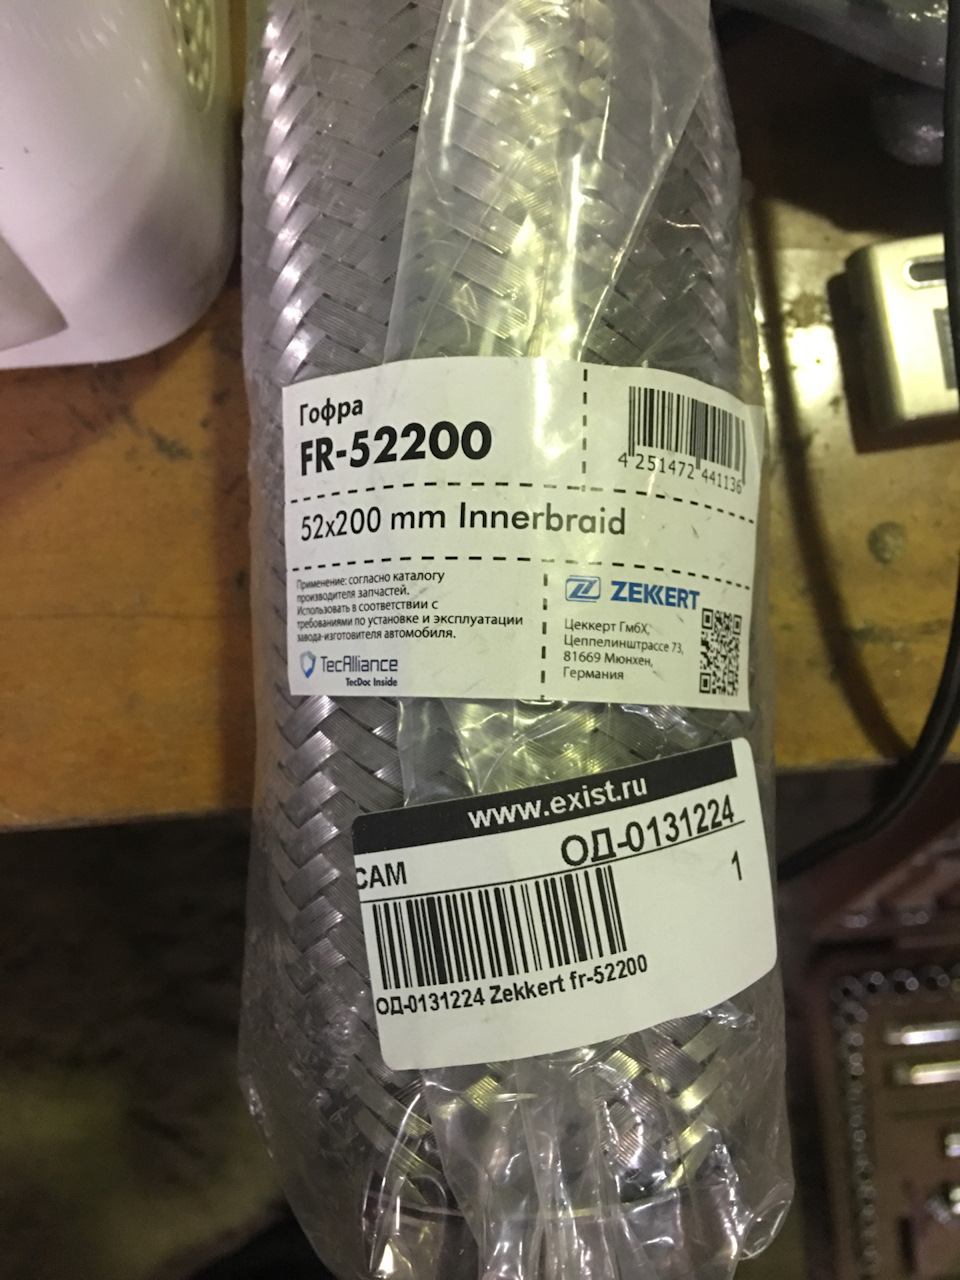 Гофра
FR-52200
4 251472 441136
52x200 mm Innerbraid
Применение: согласно каталогу
производителя запчастей.
Использовать в соответствии с
требованиями по установке и эксплуатации
завода-изготовителя автомобиля.
TecAlliance
TecDoc Inside
ZEKKERT
Цеккерт ГмбХ,
Цеппелинштрассе 73,
81669 Мюнхен,
Германия
www.exist.ru
САМ
ОД-0131224
1
ОД-0131224 Zekkert fr-52200